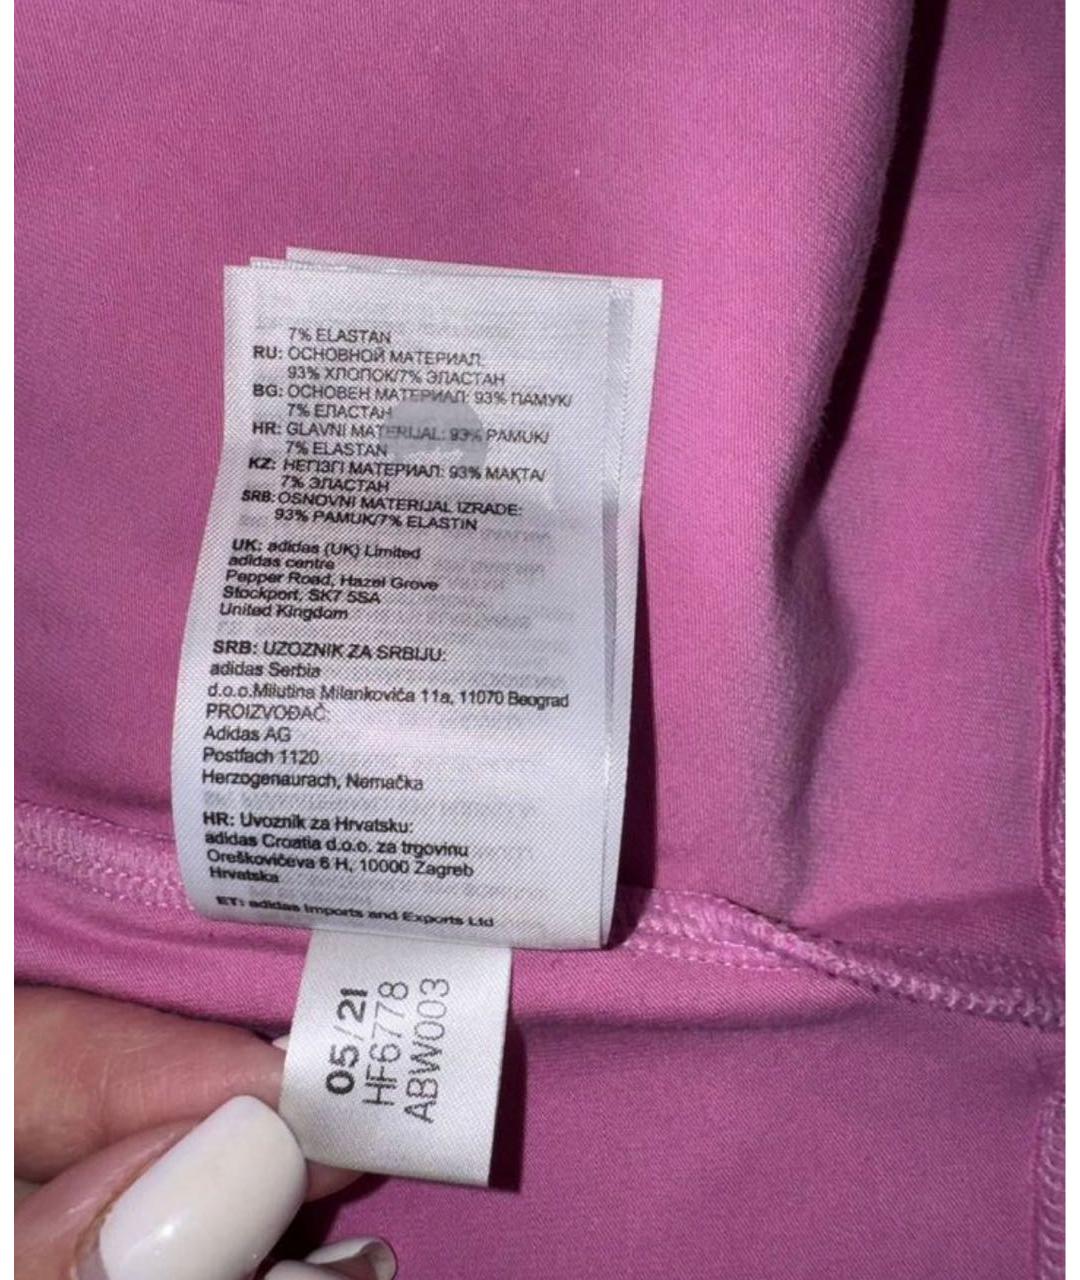 7% ELASTAN
RU: ОСНОВНОЙ МАТЕРИАЛ:
93% ХЛОПОК/7% ЭЛАСТАН
BG: ОСНОВЕН МАТЕРИАЛ: 93% ПАМУК/
7% ЕЛАСТАН
HR: GLAVNI MATERIJAL: 93% PAMUK/
7% ELASTAN
KZ: НЕГІЗГІ МАТЕРИАЛ: 93% МАҚТА/
7% ЭЛАСТАН
SRB: OSNOVNI MATERIJAL IZRADE:
93% PAMUK/7% ELASTIN
UK: adidas (UK) Limited
adidas centre
Pepper Road, Hazel Grove
Stockport, SK7 5SA
United Kingdom
SRB: UZOZNIK ZA SRBIJU:
adidas Serbia
d.o.o.Milutina Milankovića 11a, 11070 Beograd
PROIZVOĐAČ:
Adidas AG
Postfach 1120
Herzogenaurach, Nemačka
HR: Uvoznik za Hrvatsku:
adidas Croatia d.o.o. za trgovinu
Oreškovićeva 6 H, 10000 Zagreb
Hrvatska
ET: adidas Imports and Exports Ltd
05/21
HF6778
ABW003